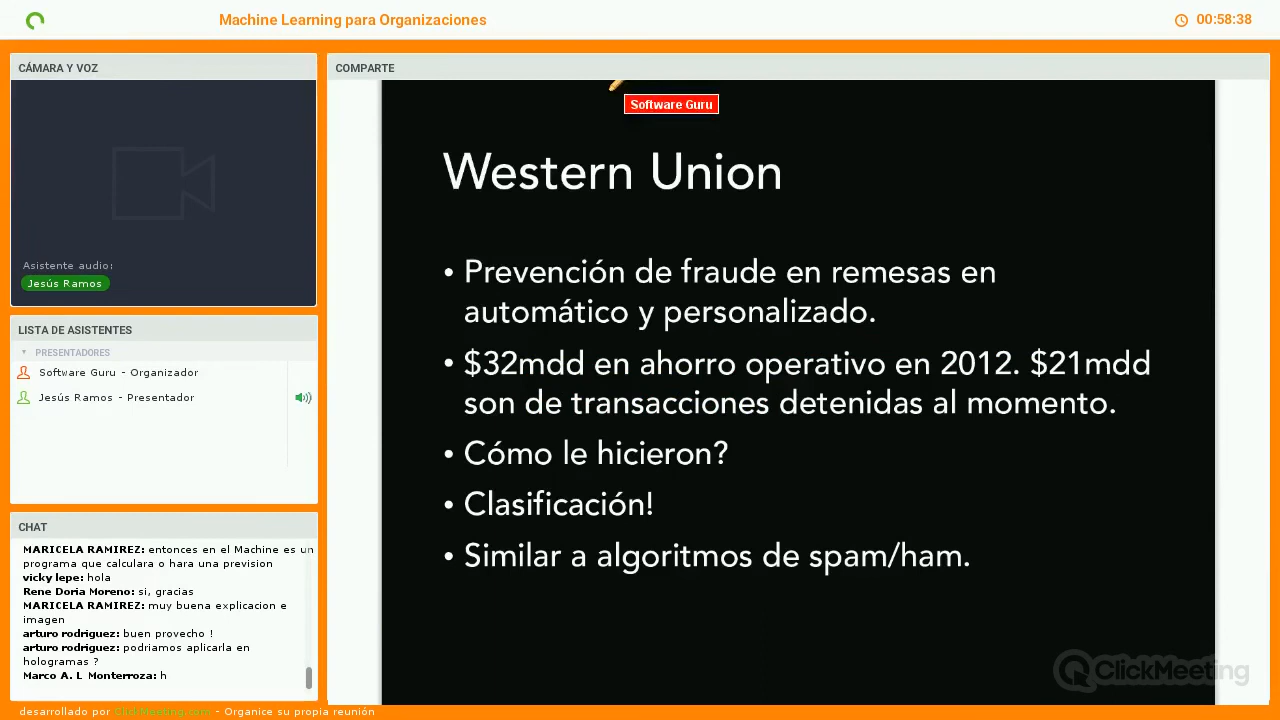 Machine Learning para Organizaciones
00:58:38
CÁMARA Y VOZ
Asistente audio:
Jesús Ramos
LISTA DE ASISTENTES
PRESENTADORES
Software Guru - Organizador
Jesús Ramos - Presentador
CHAT
MARICELA RAMIREZ: entonces en el Machine es un
programa que calculara o hara una prevision
vicky lepe: hola
Rene Doria Moreno: si, gracias
MARICELA RAMIREZ: muy buena explicacion e
imagen
arturo rodriguez: buen provecho !
arturo rodriguez: podriamos aplicarla en
hologramas ?
Marco A. L Monterroza: h
COMPARTE
Software Guru
Western Union
• Prevención de fraude en remesas en
automático y personalizado.
• $32mdd en ahorro operativo en 2012. $21mdd
son de transacciones detenidas al momento.
• Cómo le hicieron?
• Clasificación!
• Similar a algoritmos de spam/ham.
ClickMeeting
desarrollado por ClickMeeting.com - Organice su propia reunión